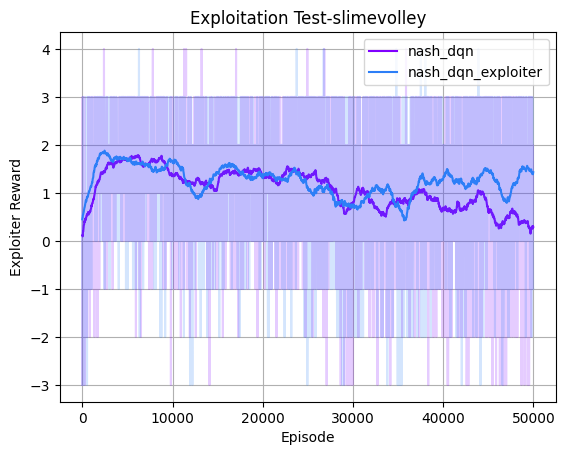 Exploitation Test-slimevolley
nash_dqn
nash_dqn_exploiter
Exploiter Reward
4
3
2
1
0
−1
−2
−3
0 10000 20000 30000 40000 50000
Episode